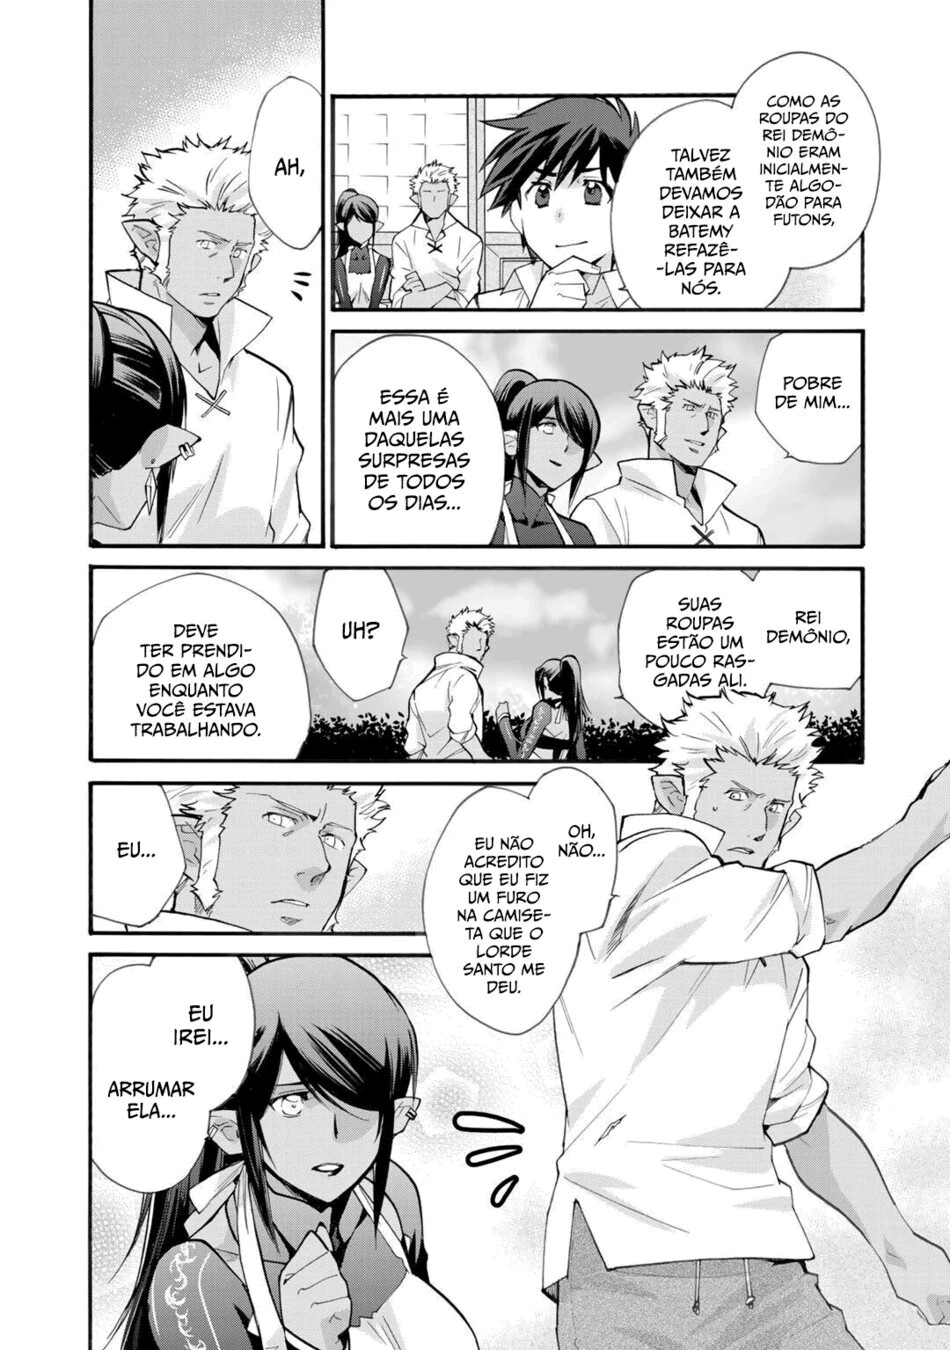 COMO AS
ROUPAS DO
REI DEMÔ-
NIO ERAM
INICIALMEN-
TE ALGO-
DÃO PARA
FUTONS,
TALVEZ
TAMBÉM
DEVAMOS
DEIXAR A
BATEMY
REFAZÊ-
-LAS PARA
NÓS.
POBRE
DE MIM...
ESSA É
MAIS UMA
DAQUELAS
SURPRESAS
DE TODOS
OS DIAS...
AH,
REI
DEMÔNIO,
SUAS
ROUPAS
ESTÃO UM
POUCO RAS-
GADAS ALI.
UH?
DEVE
TER PRENDI-
DO EM ALGO
ENQUANTO
VOCÊ ESTAVA
TRABALHANDO.
OH,
NÃO...
EU NÃO
ACREDITO
QUE EU FIZ
UM FURO
NA CAMISE-
TA QUE O
LORDE
SANTO ME
DEU.
EU...
EU
IREI...
ARRUMAR
ELA...